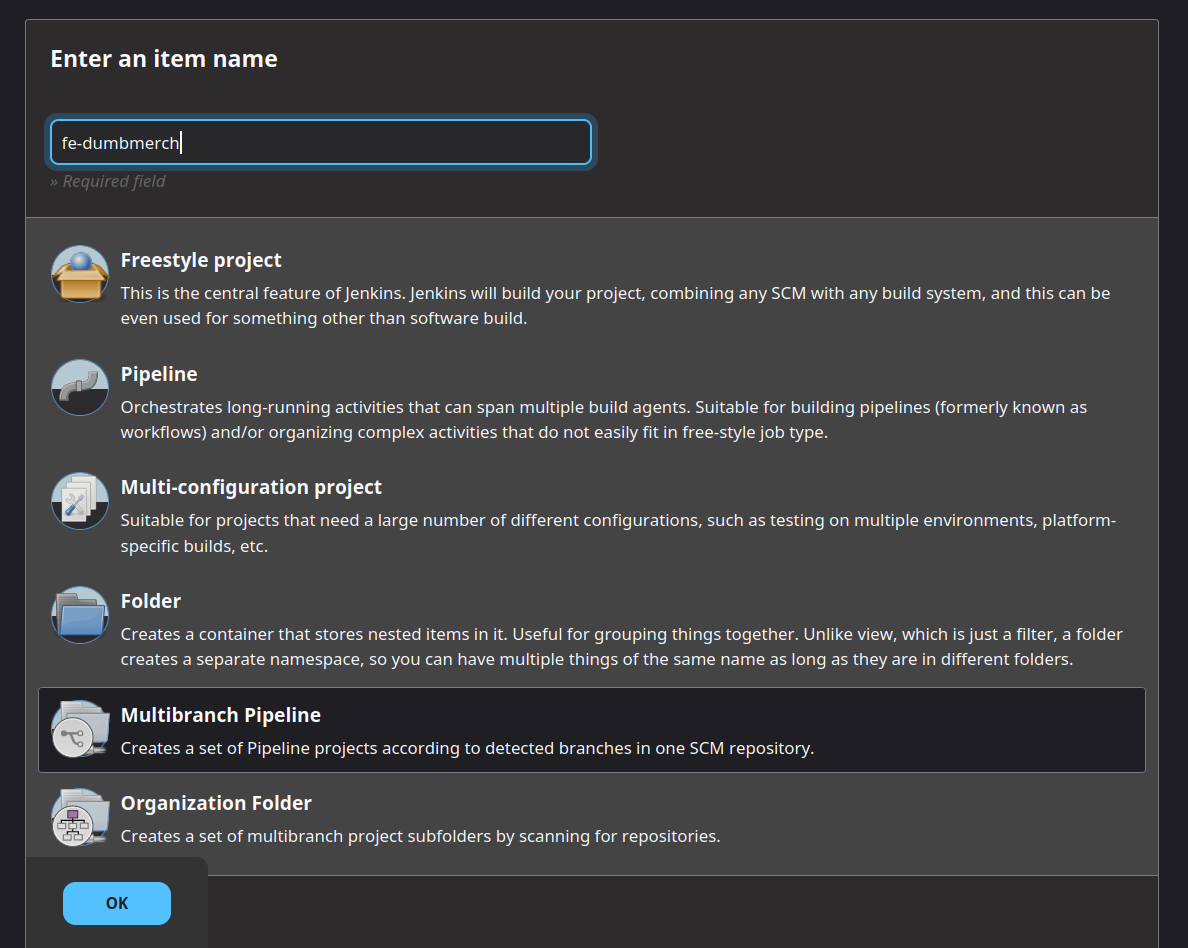 Enter an item name
fe-dumbmerch
» Required field
Freestyle project
This is the central feature of Jenkins. Jenkins will build your project, combining any SCM with any build system, and this can be
even used for something other than software build.
Pipeline
Orchestrates long-running activities that can span multiple build agents. Suitable for building pipelines (formerly known as
workflows) and/or organizing complex activities that do not easily fit in free-style job type.
Multi-configuration project
Suitable for projects that need a large number of different configurations, such as testing on multiple environments, platform-
specific builds, etc.
Folder
Creates a container that stores nested items in it. Useful for grouping things together. Unlike view, which is just a filter, a folder
creates a separate namespace, so you can have multiple things of the same name as long as they are in different folders.
Multibranch Pipeline
Creates a set of Pipeline projects according to detected branches in one SCM repository.
Organization Folder
Creates a set of multibranch project subfolders by scanning for repositories.
OK